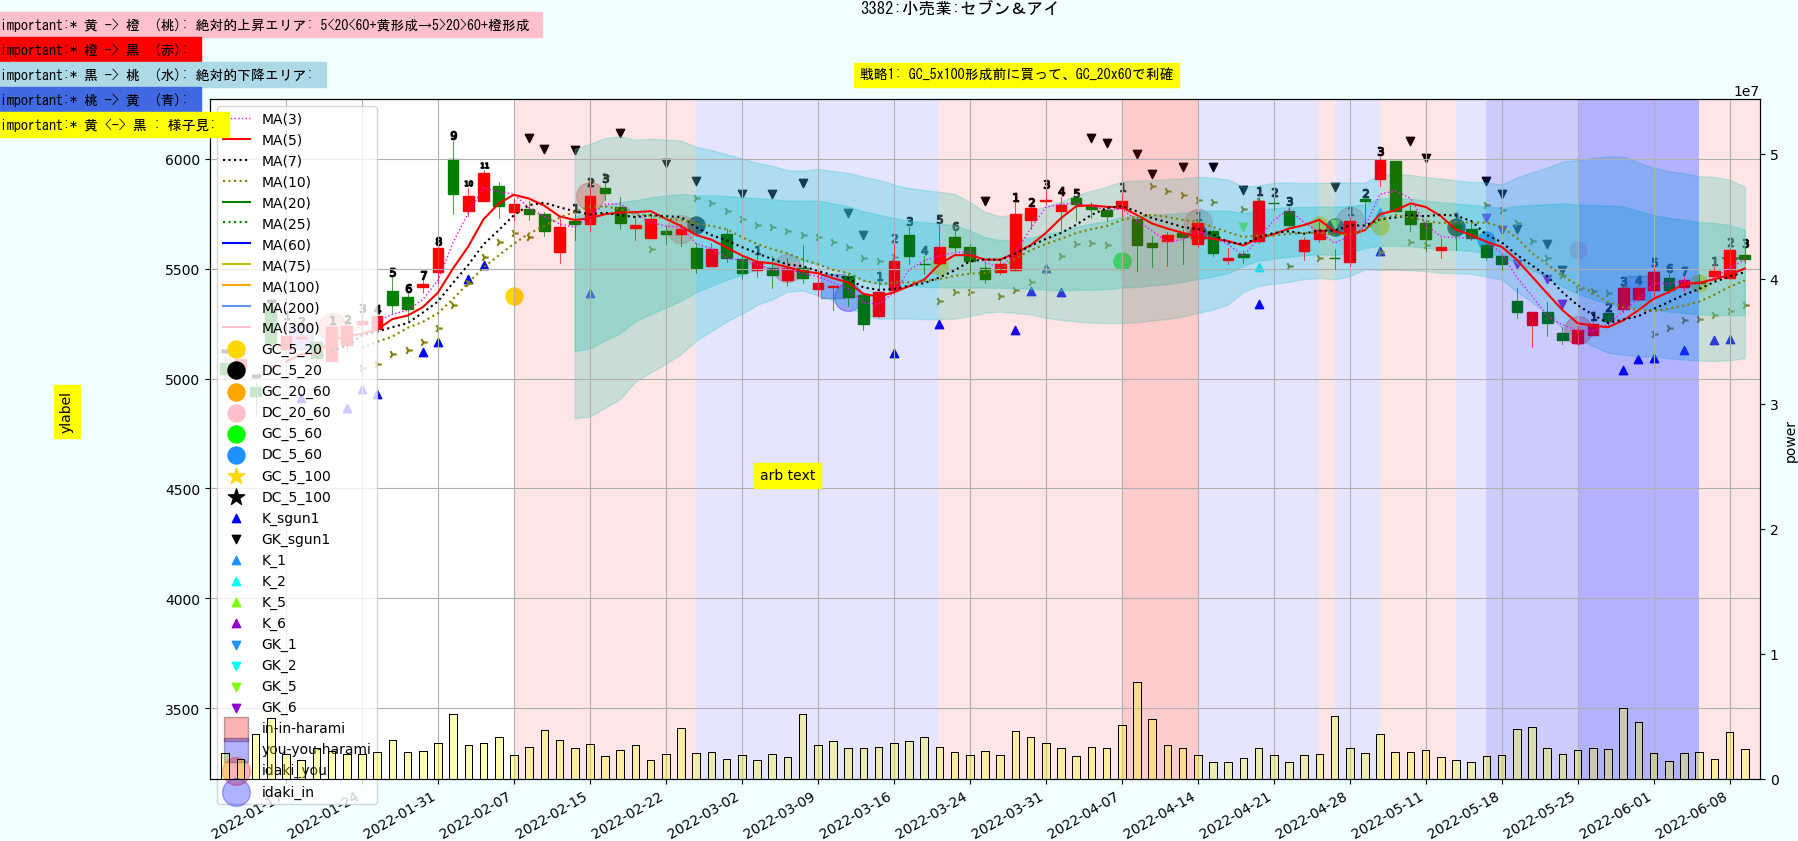 3382:小売業:セブン＆アイ
important:* 黄 -> 橙 （桃）: 絶対的上昇エリア: 5<20<60+黄形成→5>20>60+橙形成
important:* 橙 -> 黒 （赤）:
important:* 黒 -> 桃 （水）: 絶対的下降エリア:
戦略1: GC_5x100形成前に買って、GC_20x60で利確
important:* 桃 -> 黄 （青）:
important:* 黄 <-> 黒 : 様子見:
1e7
MA(3)
MA(5)
MA(7)
MA(10)
MA(20)
MA(25)
MA(60)
MA(75)
MA(100)
MA(200)
MA(300)
GC_5_20
DC_5_20
GC_20_60
DC_20_60
GC_5_60
DC_5_60
GC_5_100
DC_5_100
K_sgun1
GK_sgun1
K_1
K_2
K_5
K_6
GK_1
GK_2
GK_5
GK_6
in-in-harami
you-you-harami
idaki_you
idaki_in
6000
5500
5000
4500
4000
3500
ylabel
arb text
5
4
3
2
1
0
power
2022-01-24
2022-01-31
2022-02-07
2022-02-15
2022-02-22
2022-03-02
2022-03-09
2022-03-16
2022-03-24
2022-03-31
2022-04-07
2022-04-14
2022-04-21
2022-04-28
2022-05-11
2022-05-18
2022-05-25
2022-06-01
2022-06-08